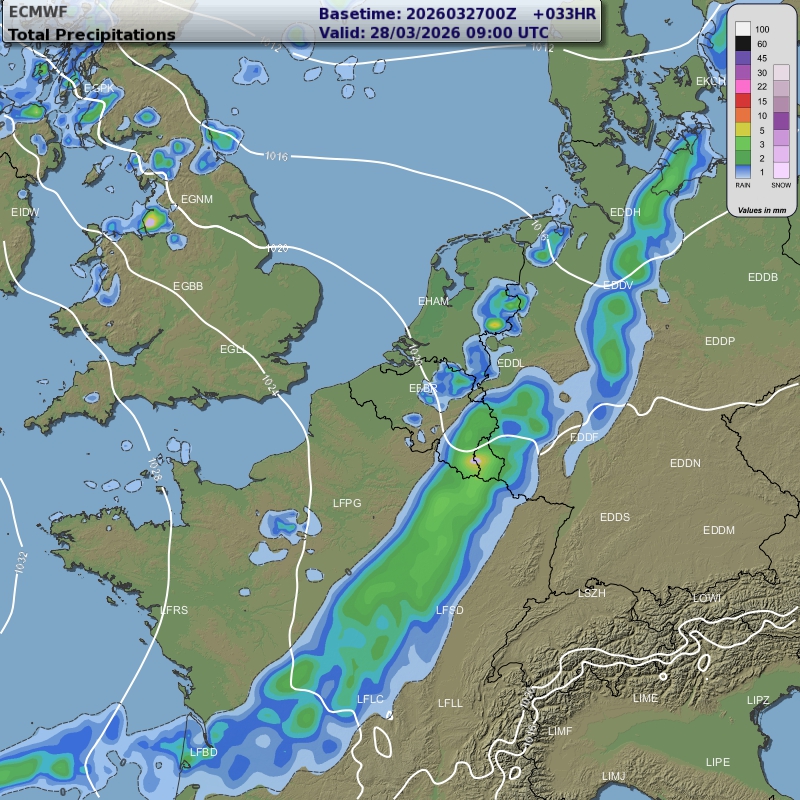 ECMWF
Basetime: 2026032700Z +033HR
Total Precipitations
Valid: 28/03/2026 09:00 UTC
1012
1012
100
60
45
30
22
15
10
5
3
2
1
RAIN
SNOW
Values in mm
EKCH
EGPK
1016
EGNM
EIDW
EDDH
1016
1020
EDDV
EDDB
EGBB
EHAM
EDDP
EGLL
EDDL
1024
EBBR
EDDF
EDDN
1028
LFPG
EDDS
EDDM
1032
LSZH
LOWI
LFRS
LFSD
LFLC
LFLL
LIME
LIPZ
LIMF
LFBD
LIPE
LIMJ